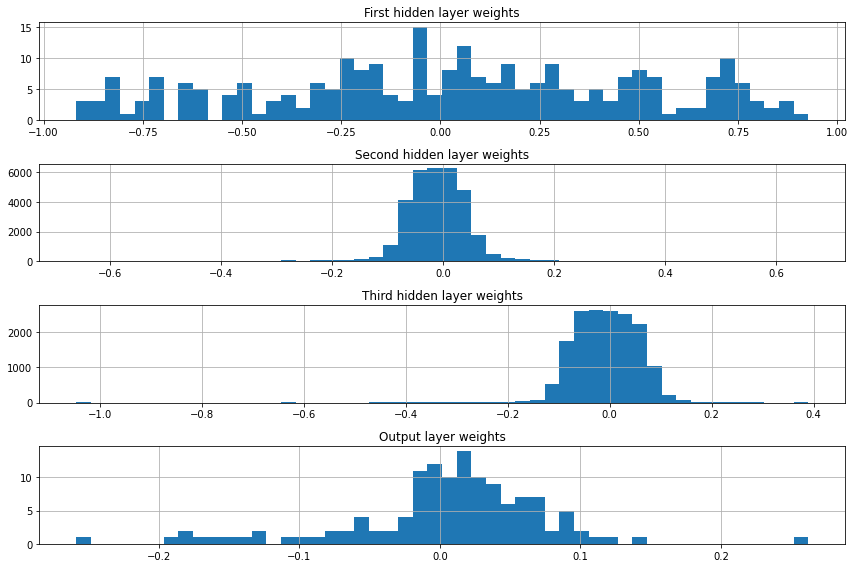 First hidden layer weights
15
10
5
0
−1.00 −0.75 −0.50 −0.25 0.00 0.25 0.50 0.75 1.00
Second hidden layer weights
6000
4000
2000
0
−0.6 −0.4 −0.2 0.0 0.2 0.4 0.6
Third hidden layer weights
2000
1000
0
−1.0 −0.8 −0.6 −0.4 −0.2 0.0 0.2 0.4
Output layer weights
10
5
0
−0.2 −0.1 0.0 0.1 0.2